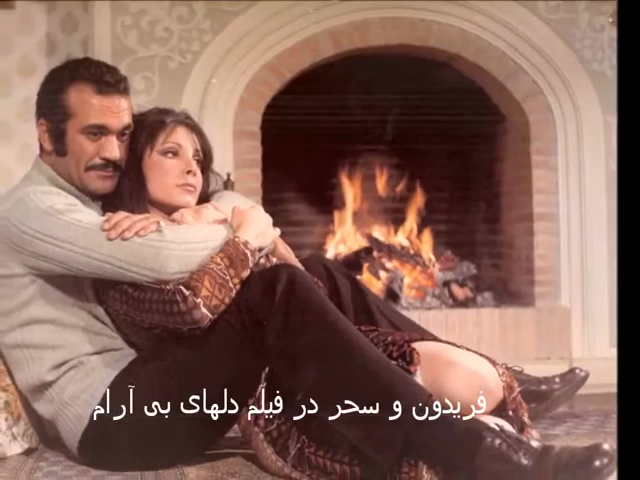 فریدون و سحر در فیلم دلهای بی آرام